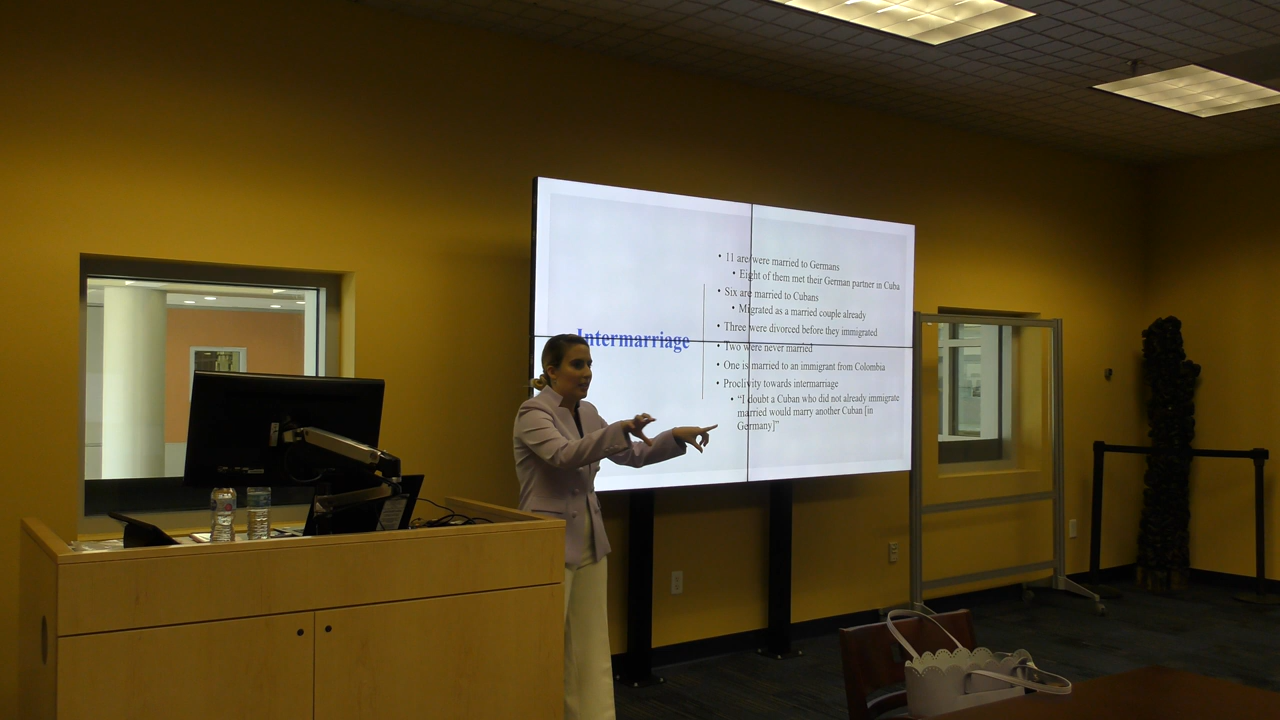 Intermarriage
• 11 are/were married to Germans
• Eight of them met their German partner in Cuba
• Six are married to Cubans
• Migrated as a married couple already
• Three were divorced before they immigrated
• Two were never married
• One is married to an immigrant from Colombia
• Proclivity towards intermarriage
• “I doubt a Cuban who did not already immigrate
married would marry another Cuban [in
Germany]”